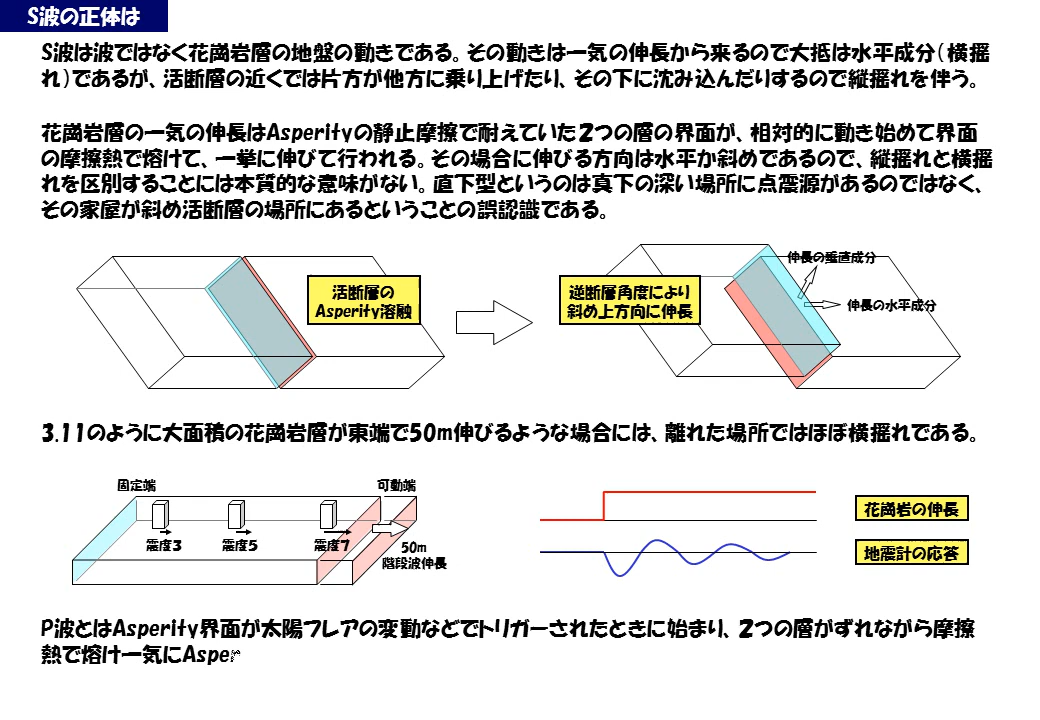 S波の正体は
S波は波ではなく花崗岩層の地盤の動きである。その動きは一気の伸長から来るので大抵は水平成分（横揺
れ）であるが、活断層の近くでは片方が他方に乗り上げたり、その下に沈み込んだりするので縦揺れを伴う。
花崗岩層の一気の伸長はAsperityの静止摩擦で耐えていた2つの層の界面が、相対的に動き始めて界面
の摩擦熱で熔けて、一挙に伸びて行われる。その場合に伸びる方向は水平か斜めであるので、縦揺れと横揺
れを区別することには本質的な意味がない。直下型というのは真下の深い場所に点震源があるのではなく、
その家屋が斜め活断層の場所にあるということの誤認識である。
活断層の
Asperity溶融
逆断層角度により
斜め上方向に伸長
伸長の垂直成分
伸長の水平成分
3.11のように大面積の花崗岩層が東端で50m伸びるような場合には、離れた場所ではほぼ横揺れである。
固定端
可動端
震度3
震度5
震度7
50m
階段波伸長
花崗岩の伸長
地震計の応答
P波とはAsperity界面が太陽フレアの変動などでトリガーされたときに始まり、2つの層がずれながら摩擦
熱で熔け一気にAsper